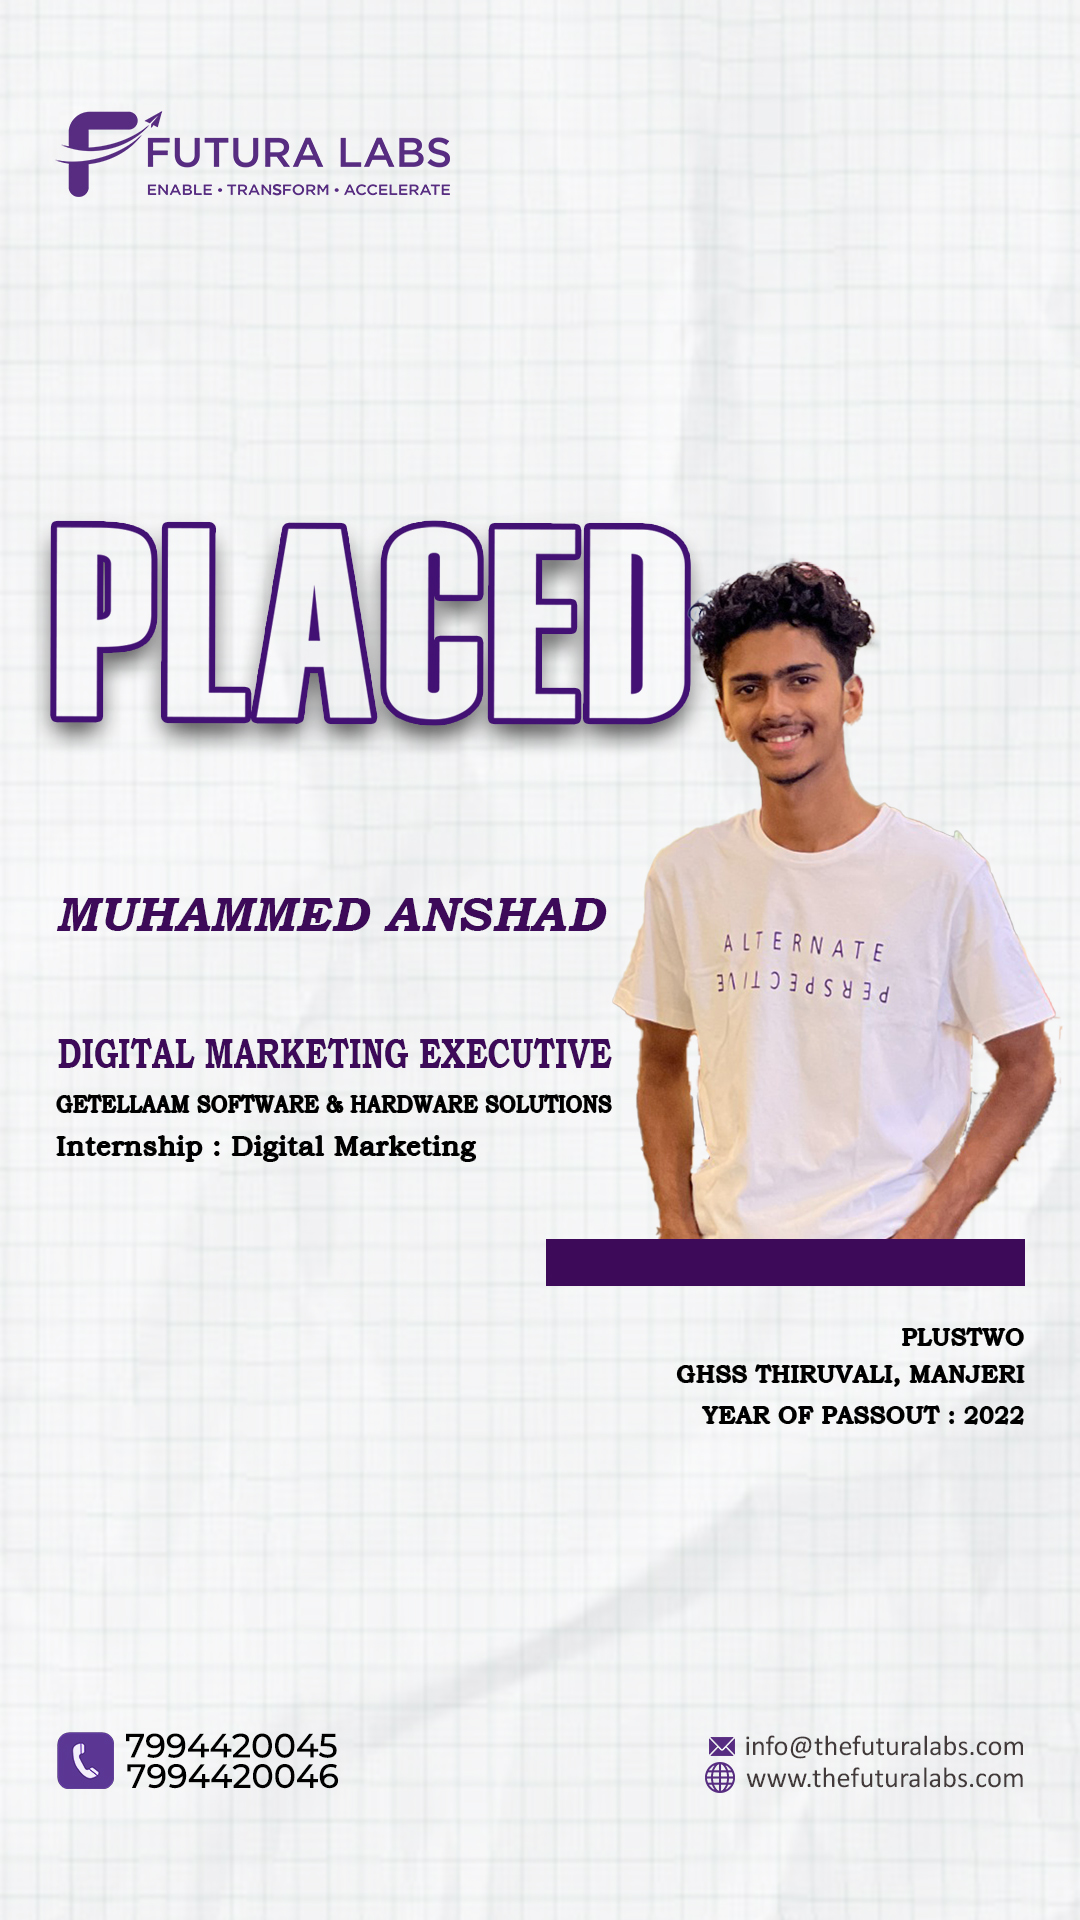 FUTURA LABS
ENABLE • TRANSFORM • ACCELERATE
PLACED
MUHAMMED ANSHAD
ALTERNATE
PERSPECTIVE
DIGITAL MARKETING EXECUTIVE
GETELLAAM SOFTWARE & HARDWARE SOLUTIONS
Internship : Digital Marketing
PLUSTWO
GHSS THIRUVALI, MANJERI
YEAR OF PASSOUT : 2022
7994420045
7994420046
info@thefuturalabs.com
www.thefuturalabs.com